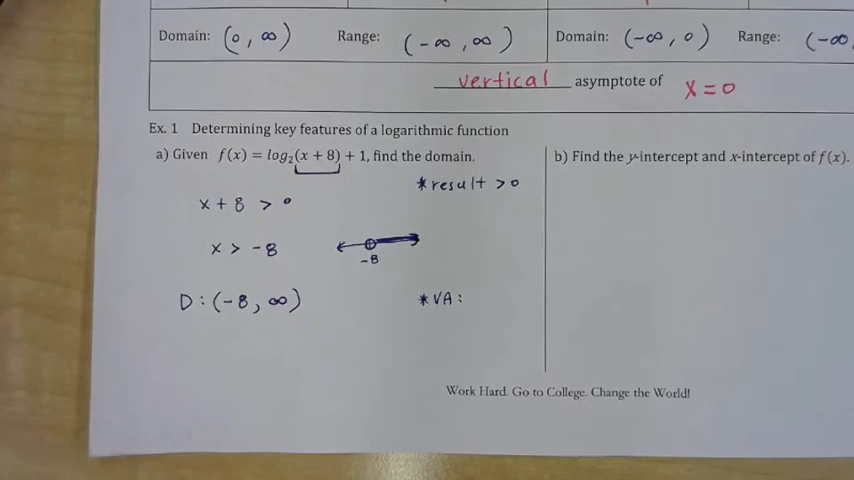 Domain: (0, ∞) Range: (-∞, ∞) Domain: (-∞, 0) Range: (-∞,
vertical asymptote of x = 0
Ex. 1 Determining key features of a logarithmic function
a) Given f(x) = log₂(x + 8) + 1, find the domain.
b) Find the y-intercept and x-intercept of f(x).
*result > 0
x + 8 > 0
x > -8
-8
D: (-8, ∞)
*VA:
Work Hard. Go to College. Change the World!